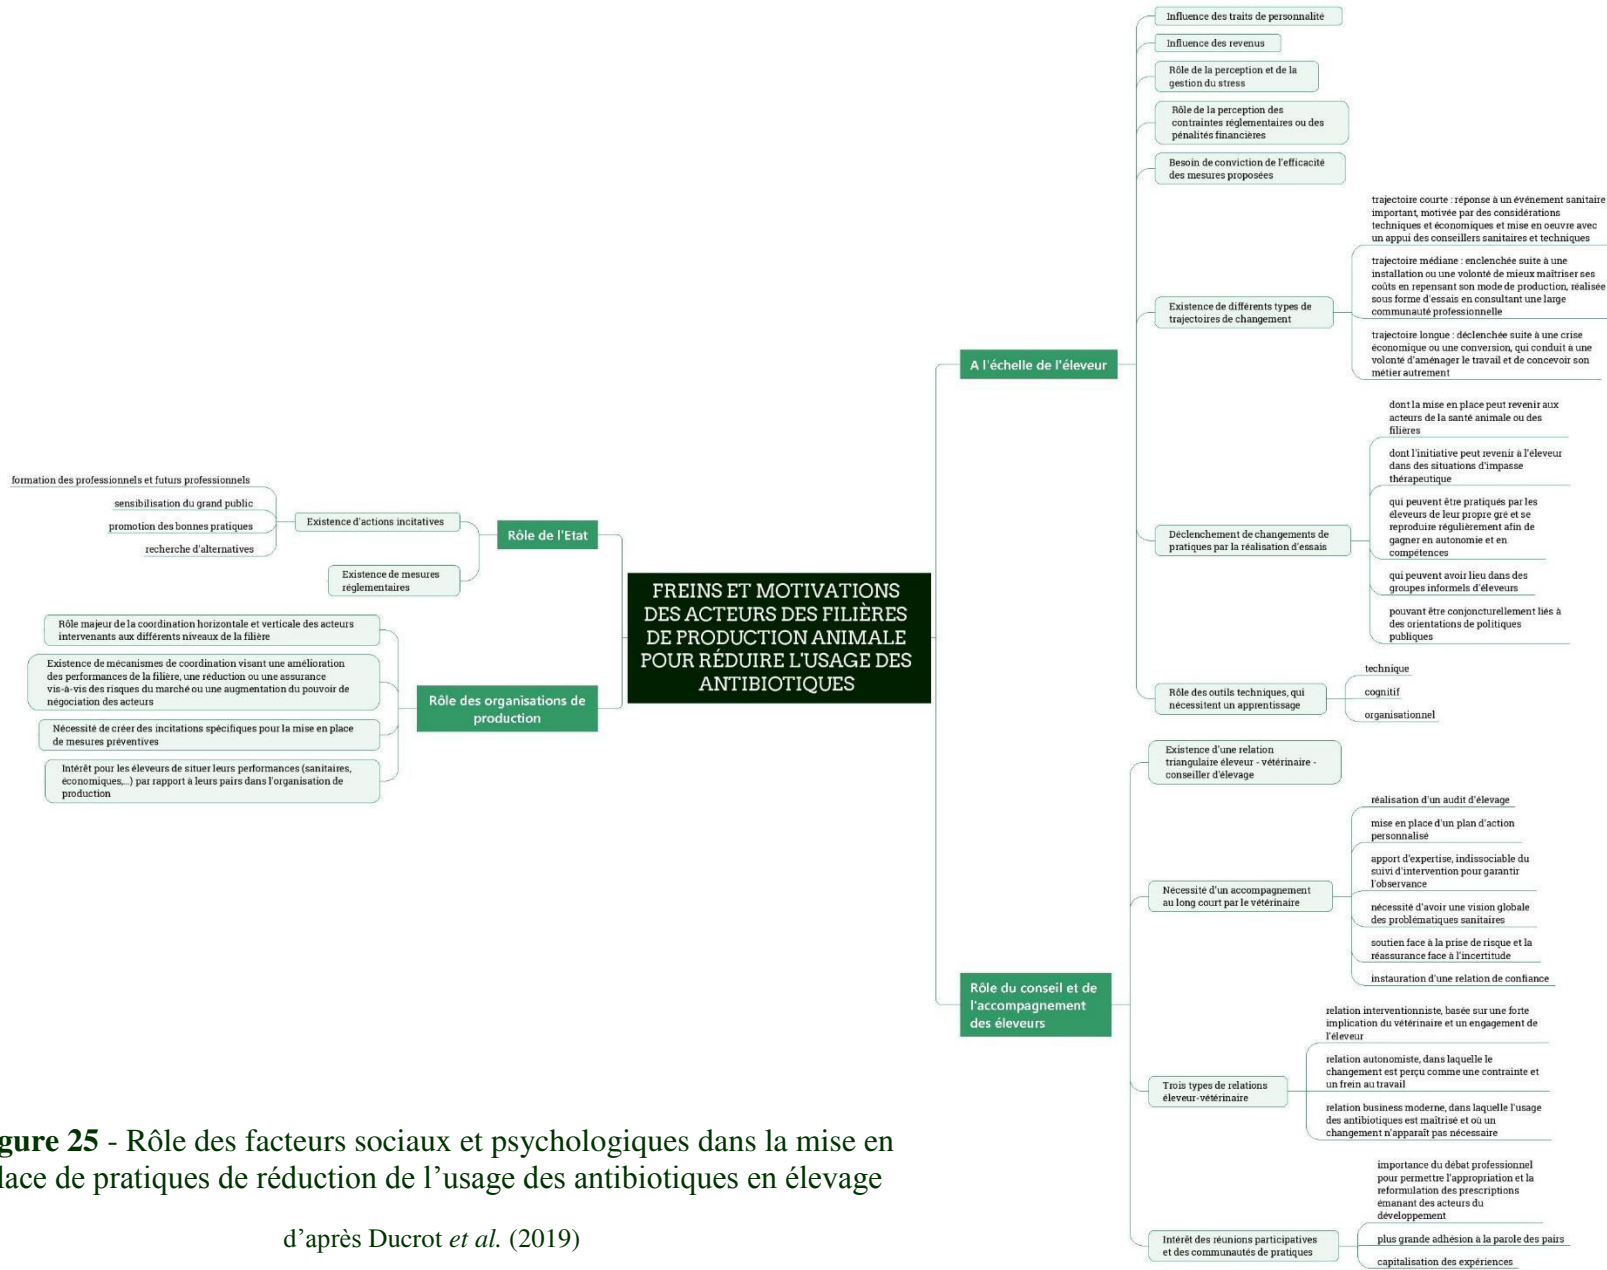 Influence des traits de personnalité
Influence des revenus
Rôle de la perception et de la
gestion du stress
Rôle de la perception des
contraintes réglementaires ou des
pénalités financières
Besoin de conviction de l'efficacité
des mesures proposées
trajectoire courte : réponse à un événement sanitaire
important, motivée par des considérations
techniques et économiques et mise en oeuvre avec
un appui des conseillers sanitaires et techniques
trajectoire médiane : enclenchée suite à une
installation ou une volonté de mieux maîtriser ses
coûts en repensant son mode de production, réalisée
sous forme d'essais en consultant une large
communauté professionnelle
Existence de différents types de
trajectoires de changement
trajectoire longue : déclenchée suite à une crise
économique ou une conversion, qui conduit à une
volonté d'aménager le travail et de concevoir son
métier autrement
A l'échelle de l'éleveur
dont la mise en place peut revenir aux
acteurs de la santé animale ou des
filières
dont l'initiative peut revenir à l'éleveur
dans des situations d'impasse
thérapeutique
qui peuvent être pratiqués par les
éleveurs de leur propre gré et se
reproduire régulièrement afin de
gagner en autonomie et en
compétences
Déclenchement de changements de
pratiques par la réalisation d'essais
qui peuvent avoir lieu dans des
groupes informels d'éleveurs
pouvant être conjoncturellement liés à
des orientations de politiques
publiques
Rôle des outils techniques, qui
nécessitent un apprentissage
technique
cognitif
organisationnel
formation des professionnels et futurs professionnels
sensibilisation du grand public
promotion des bonnes pratiques
recherche d'alternatives
Existence d'actions incitatives
Rôle de l'Etat
Existence de mesures
réglementaires
FREINS ET MOTIVATIONS
DES ACTEURS DES FILIÈRES
DE PRODUCTION ANIMALE
POUR RÉDUIRE L'USAGE DES
ANTIBIOTIQUES
Rôle majeur de la coordination horizontale et verticale des acteurs
intervenants aux différents niveaux de la filière
Existence de mécanismes de coordination visant une amélioration
des performances de la filière, une réduction ou une assurance
vis-à-vis des risques du marché ou une augmentation du pouvoir de
négociation des acteurs
Rôle des organisations de
production
Nécessité de créer des incitations spécifiques pour la mise en place
de mesures préventives
Intérêt pour les éleveurs de situer leurs performances (sanitaires,
économiques,...) par rapport à leurs pairs dans l'organisation de
production
Existence d'une relation
triangulaire éleveur - vétérinaire -
conseiller d'élevage
réalisation d'un audit d'élevage
mise en place d'un plan d'action
personnalisé
apport d'expertise, indissociable du
suivi d'intervention pour garantir
l'observance
Nécessité d'un accompagnement
au long court par le vétérinaire
nécessité d'avoir une vision globale
des problématiques sanitaires
soutien face à la prise de risque et la
réassurance face à l'incertitude
instauration d'une relation de confiance
Rôle du conseil et de
l'accompagnement
des éleveurs
relation interventionniste, basée sur une forte
implication du vétérinaire et un engagement de
l'éleveur
relation autonomiste, dans laquelle le
changement est perçu comme une contrainte et
un frein au travail
Trois types de relations
éleveur-vétérinaire
relation business moderne, dans laquelle l'usage
des antibiotiques est maîtrisé et où un
changement n'apparaît pas nécessaire
importance du débat professionnel
pour permettre l'appropriation et la
reformulation des prescriptions
émanant des acteurs du
développement
Intérêt des réunions participatives
et des communautés de pratiques
plus grande adhésion à la parole des pairs
capitalisation des expériences
gure 25 - Rôle des facteurs sociaux et psychologiques dans la mise en
lace de pratiques de réduction de l'usage des antibiotiques en élevage
d'après Ducrot et al. (2019)